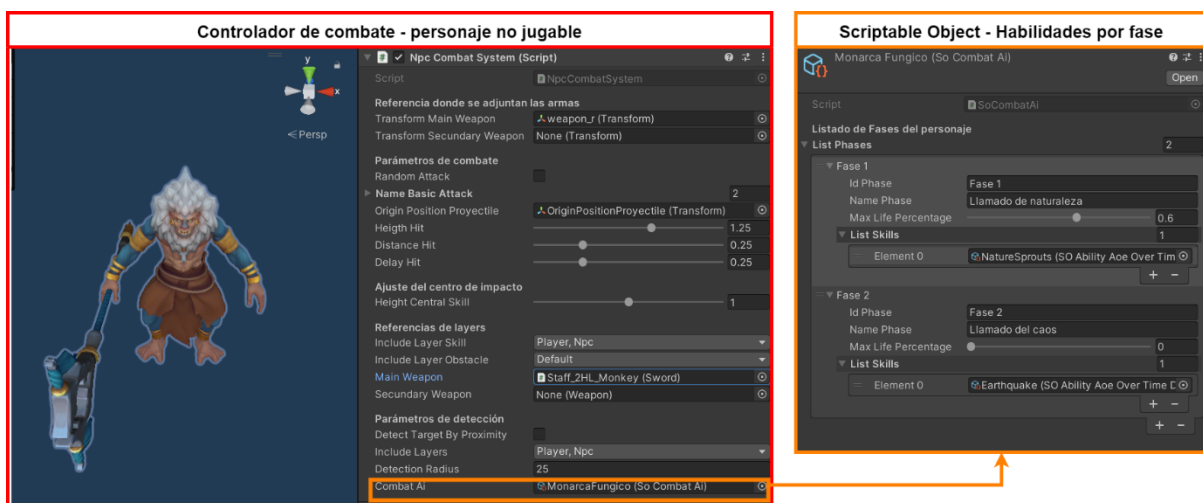 Controlador de combate - personaje no jugable
y
x
Persp
Npc Combat System (Script)
Script NpcCombatSystem
Referencia donde se adjuntan las armas
Transform Main Weapon weapon_r (Transform)
Transform Secundary Weapon None (Transform)
Parámetros de combate
Random Attack
Name Basic Attack 2
Origin Position Proyectile OriginPositionProyectile (Transform)
Heigth Hit 1.25
Distance Hit 0.25
Delay Hit 0.25
Ajuste del centro de impacto
Height Central Skill 1
Referencias de layers
Include Layer Skill Player, Npc
Include Layer Obstacle Default
Main Weapon Staff_2HL_Monkey (Sword)
Secundary Weapon None (Weapon)
Parámetros de detección
Detect Target By Proximity
Include Layers Player, Npc
Detection Radius 25
Combat Ai MonarcaFungico (So Combat Ai)
Scriptable Object - Habilidades por fase
Monarca Fungico (So Combat Ai)
Open
Script SoCombatAi
Listado de Fases del personaje
List Phases 2
Fase 1
Id Phase Fase 1
Name Phase Llamado de naturaleza
Max Life Percentage 0.6
List Skills 1
Element 0 NatureSprouts (SO Ability Aoe Over Tim
+ -
Fase 2
Id Phase Fase 2
Name Phase Llamado del caos
Max Life Percentage 0
List Skills 1
Element 0 Earthquake (SO Ability Aoe Over Time D
+ -
+ -